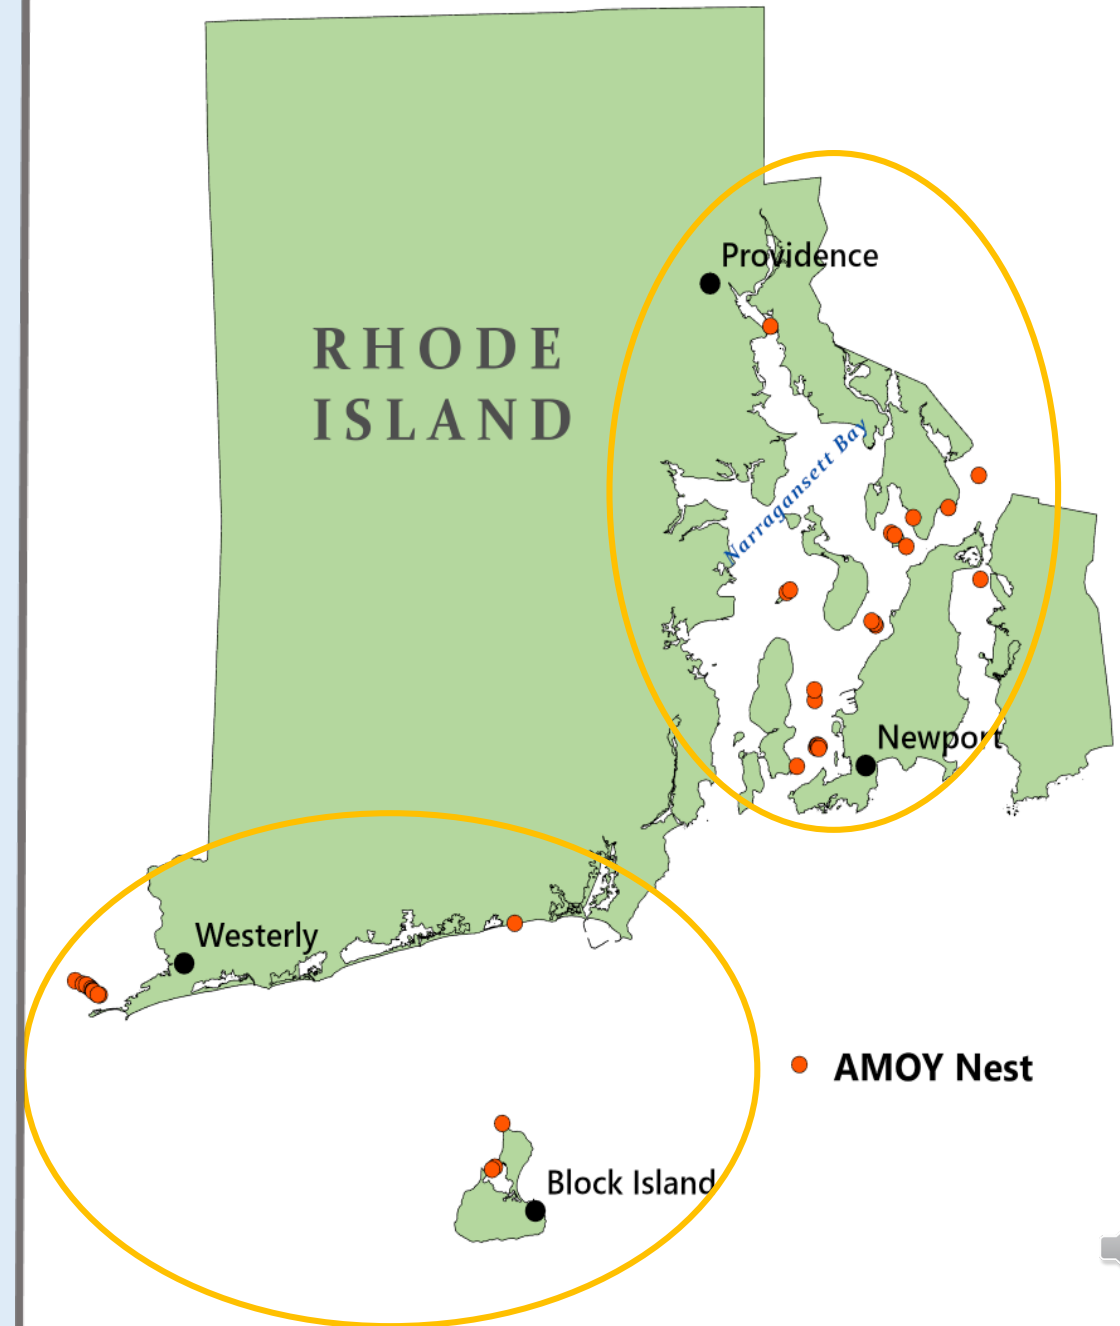 Providence
RHODE
ISLAND
Narragansett Bay
Newport
Westerly
AMOY Nest
Block Island